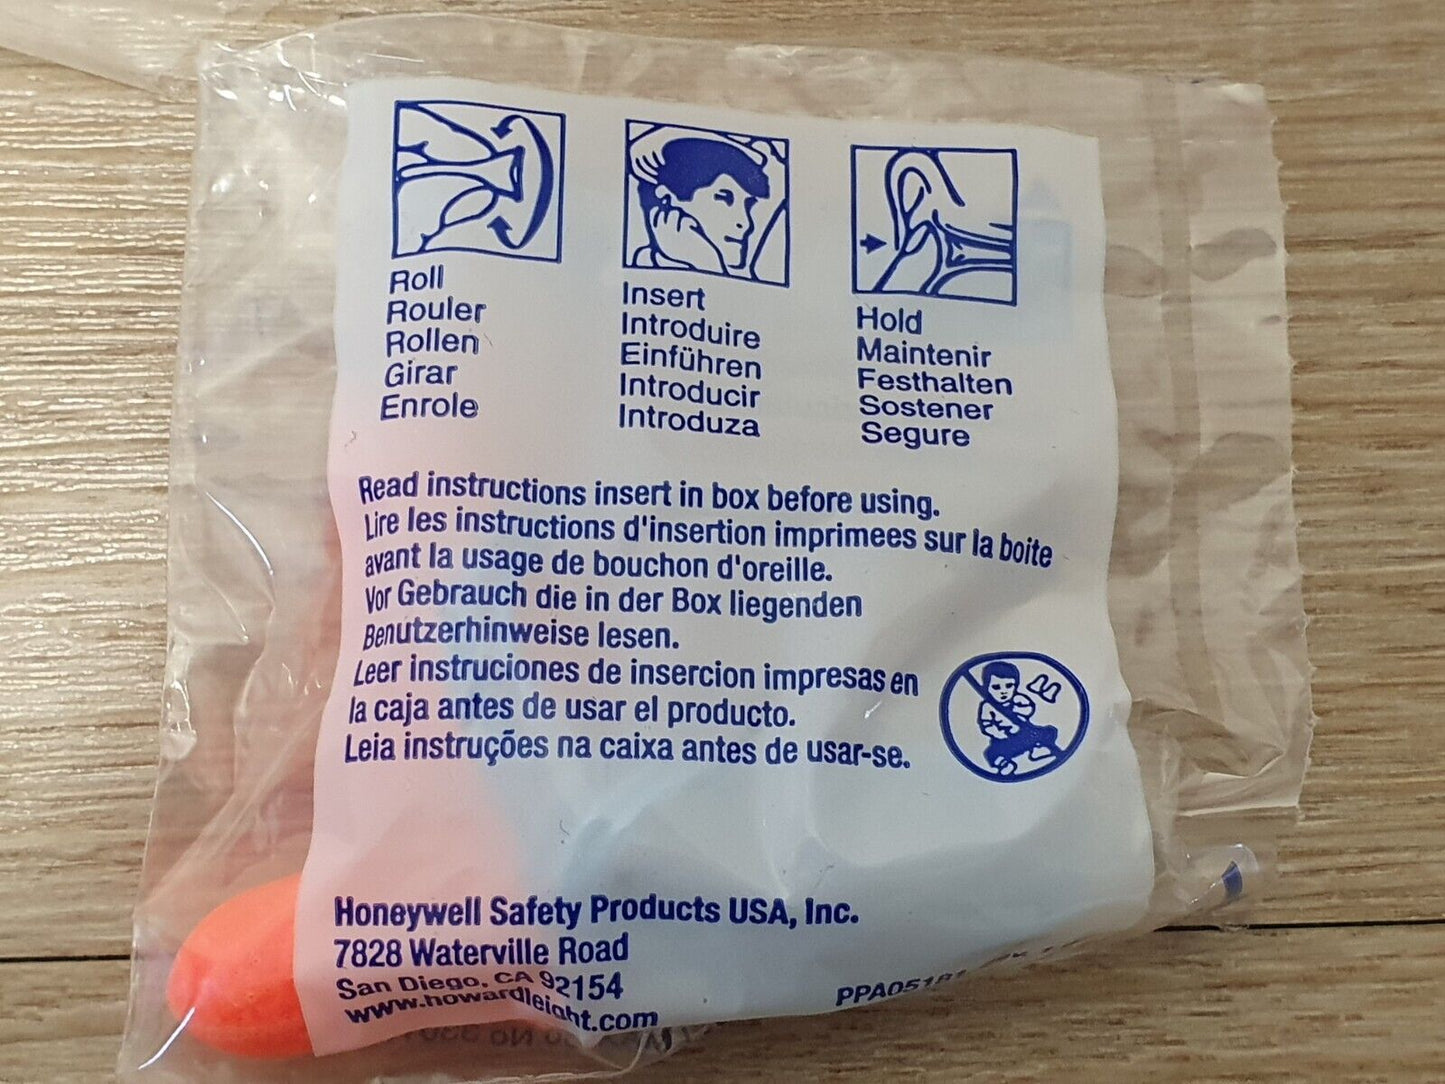 Roll
Rouler
Rollen
Girar
Enrole
Insert
Introduire
Einführen
Introducir
Introduza
Hold
Maintenir
Festhalten
Sostener
Segure
Read instructions insert in box before using.
Lire les instructions d'insertion imprimees sur la boite
avant la usage de bouchon d'oreille.
Vor Gebrauch die in der Box liegenden
Benutzerhinweise lesen.
Leer instruciones de insercion impresas en
la caja antes de usar el producto.
Leia instruções na caixa antes de usar-se.
Honeywell Safety Products USA, Inc.
7828 Waterville Road
San Diego, CA 92154
www.howardleight.com